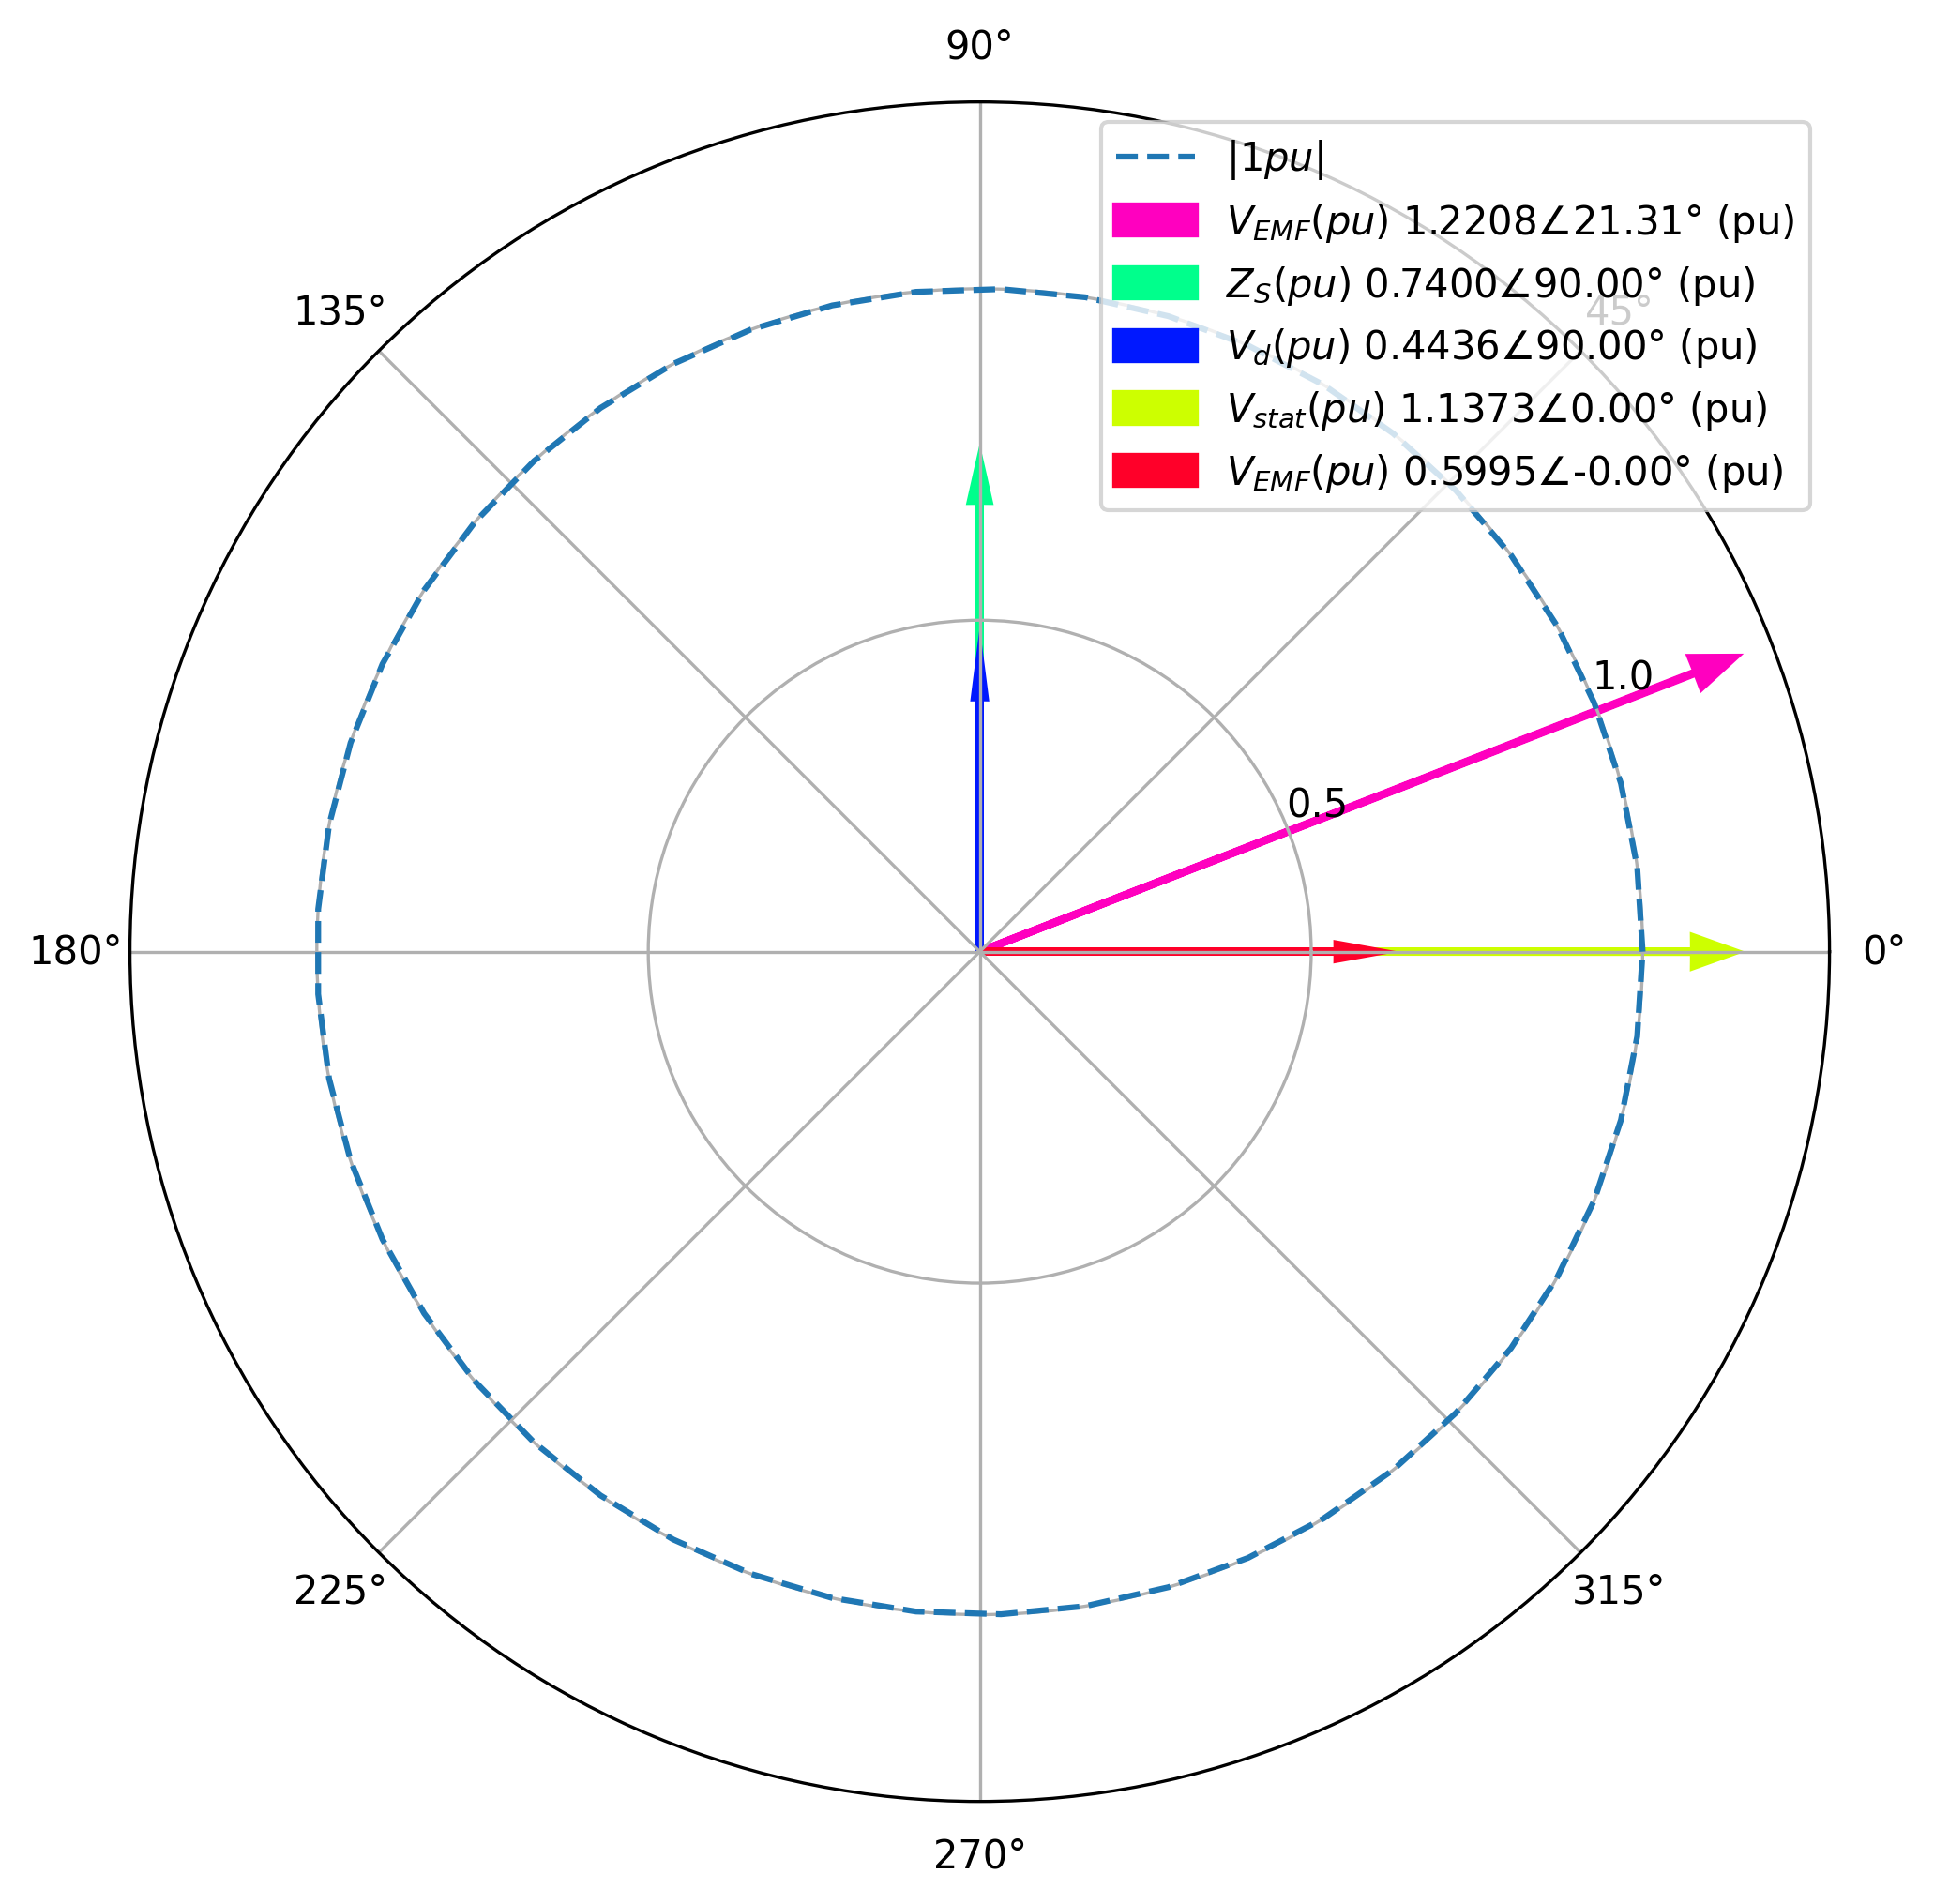 90°
|1pu|
V_EMF(pu) 1.2208∠21.31° (pu)
Z_S(pu) 0.7400∠90.00° (pu)
V_d(pu) 0.4436∠90.00° (pu)
V_stat(pu) 1.1373∠0.00° (pu)
V_EMF(pu) 0.5995∠-0.00° (pu)
45°
135°
1.0
0.5
180°
0°
225°
315°
270°